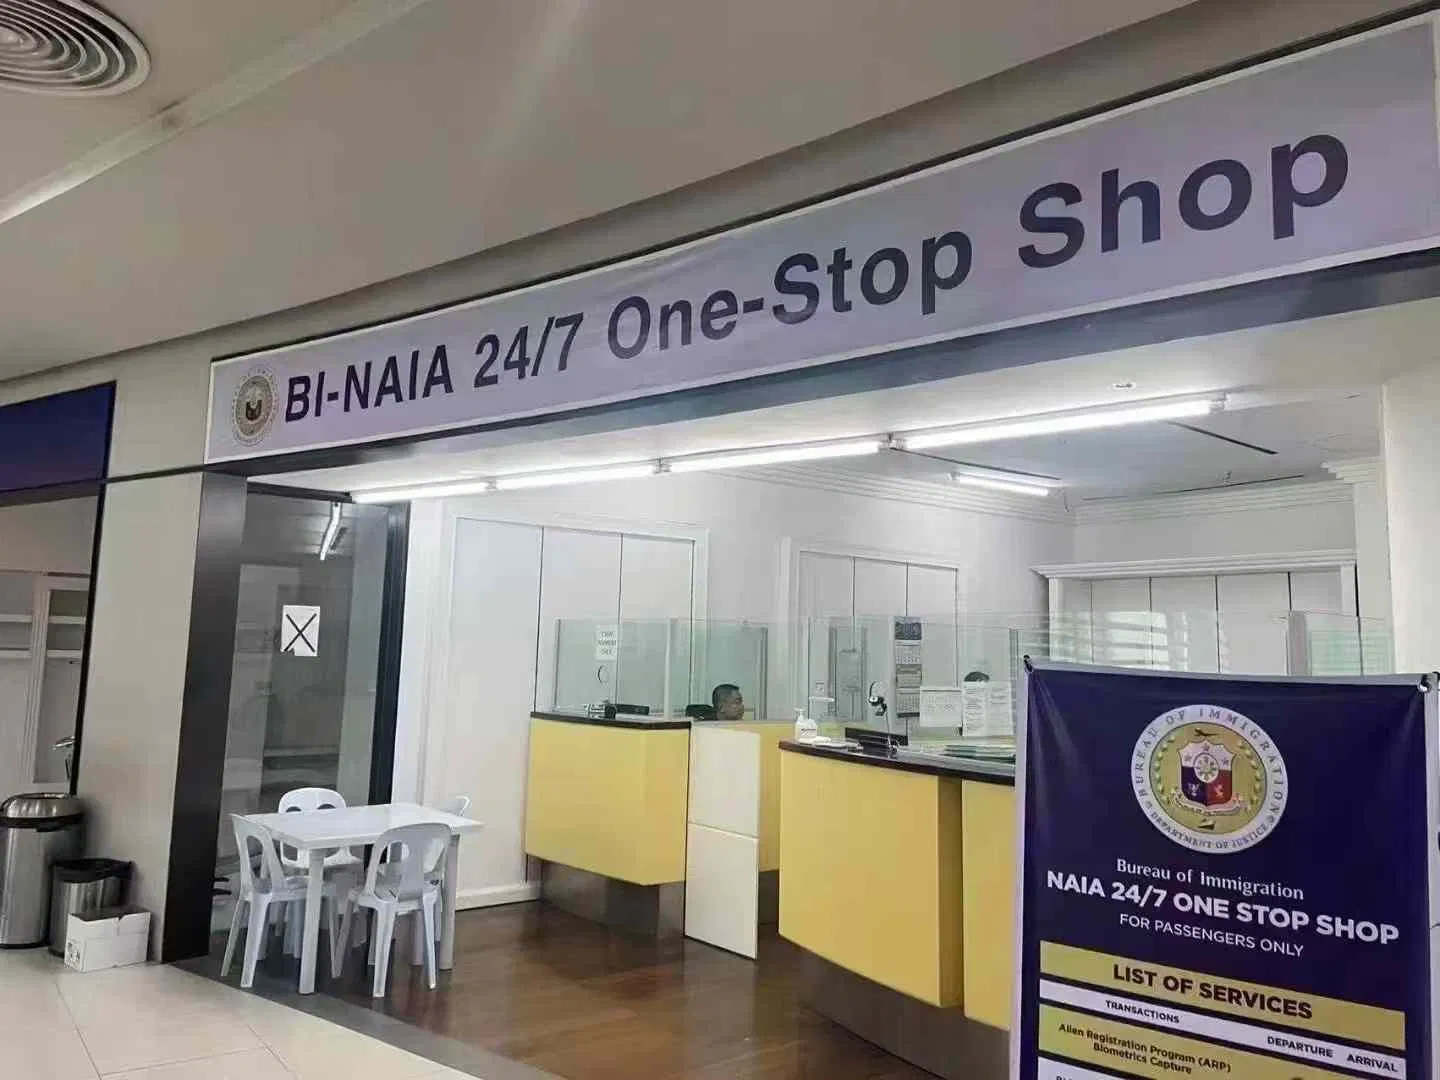 BI-NAIA 24/7 One-Stop Shop
BUREAU OF IMMIGRATION
DEPARTMENT OF JUSTICE
Bureau of Immigration
NAIA 24/7 ONE STOP SHOP
FOR PASSENGERS ONLY
LIST OF SERVICES
TRANSACTIONS DEPARTURE ARRIVAL
Alien Registration Program (ARP)
Biometrics Capture